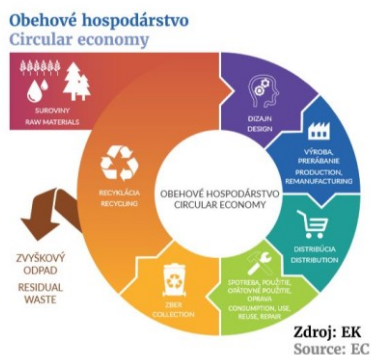 Obehové hospodárstvo
Circular economy
SUROVINY
RAW MATERIALS
DIZAJN
DESIGN
VÝROBA,
PRERÁBANIE
PRODUCTION,
REMANUFACTURING
DISTRIBÚCIA
DISTRIBUTION
SPOTREBA, POUŽITIE,
OPÄTOVNÉ POUŽITIE,
OPRAVA
CONSUMPTION, USE,
REUSE, REPAIR
ZBER
COLLECTION
RECYKLÁCIA
RECYCLING
OBEHOVÉ HOSPODÁRSTVO
CIRCULAR ECONOMY
ZVYŠKOVÝ
ODPAD
RESIDUAL
WASTE
Zdroj: EK
Source: EC